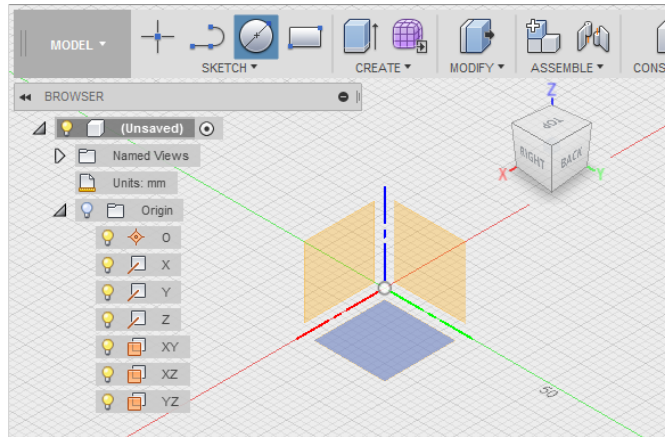 MODEL
SKETCH CREATE MODIFY ASSEMBLE CONS
BROWSER
(Unsaved)
Named Views
Units: mm
Origin
O
X
Y
Z
XY
XZ
YZ
Z
TOP
RIGHT BACK
X Y
50